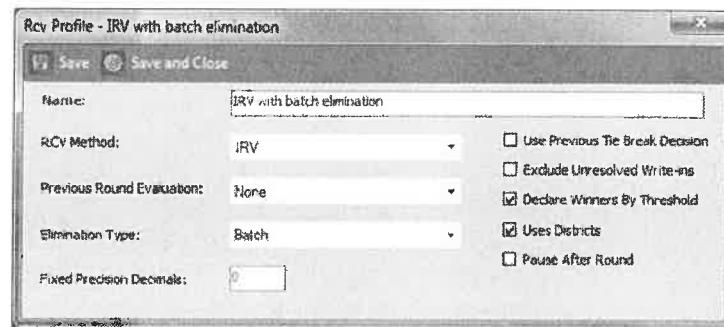 Rcv Profile - IRV with batch elimination
Save Save and Close
Name: IRV with batch elimination
RCV Method: IRV
Use Previous Tie Break Decision
Exclude Unresolved Write-ins
Previous Round Evaluation: None
Declare Winners By Threshold
Elimination Type: Batch
Uses Districts
Pause After Round
Fixed Precision Decimals: 0